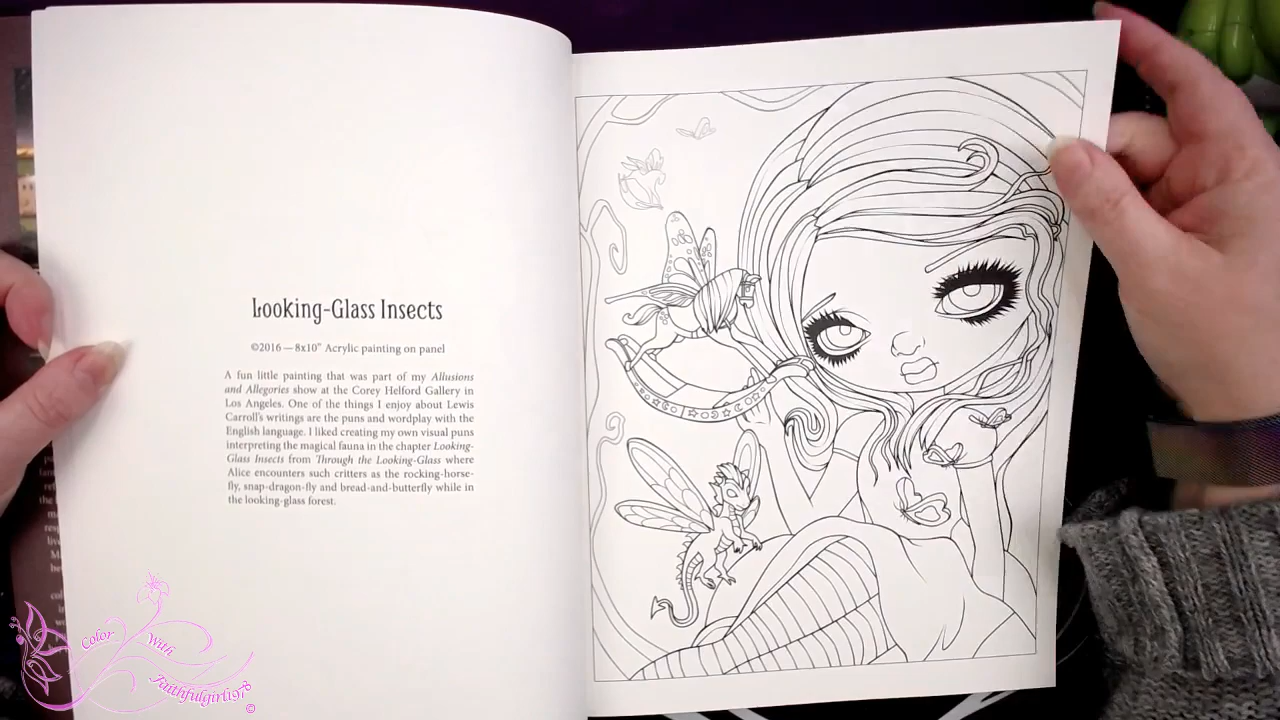 Looking-Glass Insects
©2016 — 8x10" Acrylic painting on panel
A fun little painting that was part of my Allusions
and Allegories show at the Corey Helford Gallery in
Los Angeles. One of the things I enjoy about Lewis
Carroll's writings are the puns and wordplay with the
English language. I liked creating my own visual puns
interpreting the magical fauna in the chapter Looking-
Glass Insects from Through the Looking-Glass where
Alice encounters such critters as the rocking-horse-
fly, snap-dragon-fly and bread-and-butterfly while in
the looking-glass forest.
Color With
Faithfulgirl1978
©